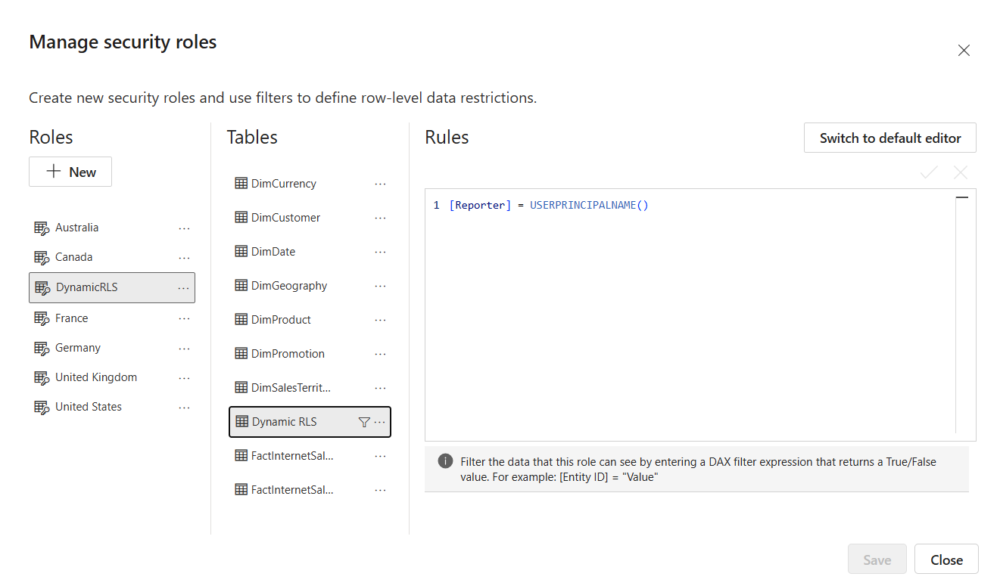 Manage security roles
Create new security roles and use filters to define row-level data restrictions.
Roles
New
Australia
Canada
DynamicRLS
France
Germany
United Kingdom
United States
Tables
DimCurrency
DimCustomer
DimDate
DimGeography
DimProduct
DimPromotion
DimSalesTerrit...
Dynamic RLS
FactInternetSal...
FactInternetSal...
Rules
Switch to default editor
1 [Reporter] = USERPRINCIPALNAME()
Filter the data that this role can see by entering a DAX filter expression that returns a True/False
value. For example: [Entity ID] = "Value"
Save
Close